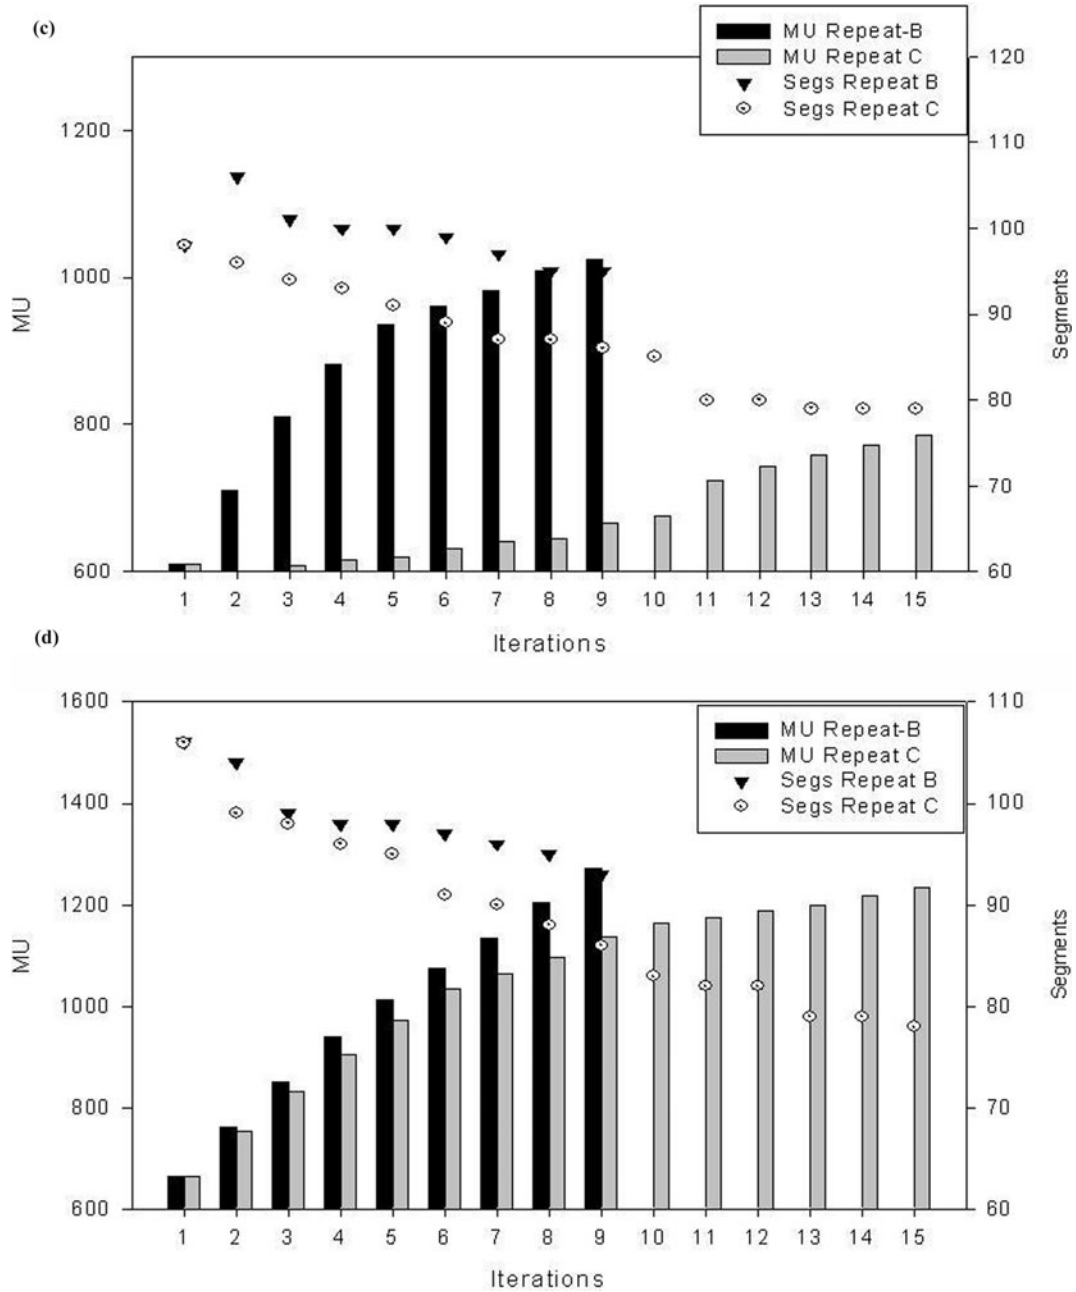 (c)
MU Repeat-B
MU Repeat C
Segs Repeat B
Segs Repeat C
1200
1000
800
600
MU
120
110
100
90
80
70
60
Segments
1 2 3 4 5 6 7 8 9 10 11 12 13 14 15
Iterations
(d)
MU Repeat-B
MU Repeat C
Segs Repeat B
Segs Repeat C
1600
1400
1200
1000
800
600
MU
110
100
90
80
70
60
Segments
1 2 3 4 5 6 7 8 9 10 11 12 13 14 15
Iterations